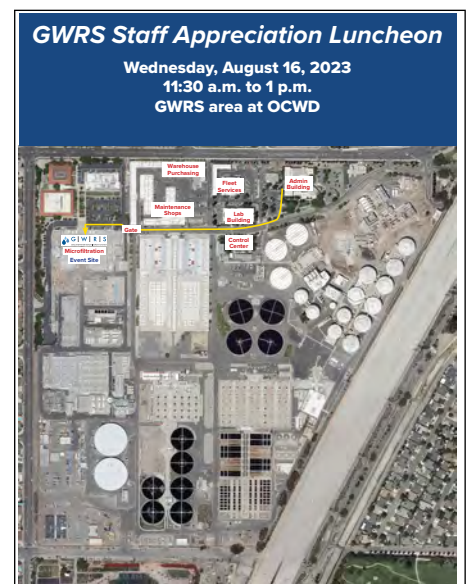 GWRS Staff Appreciation Luncheon
Wednesday, August 16, 2023
11:30 a.m. to 1 p.m.
GWRS area at OCWD
Warehouse
Purchasing
Fleet
Services
Admin
Building
Maintenance
Shops
Lab
Building
Gate
Control
Center
GWRS
Microfiltration
Event Site